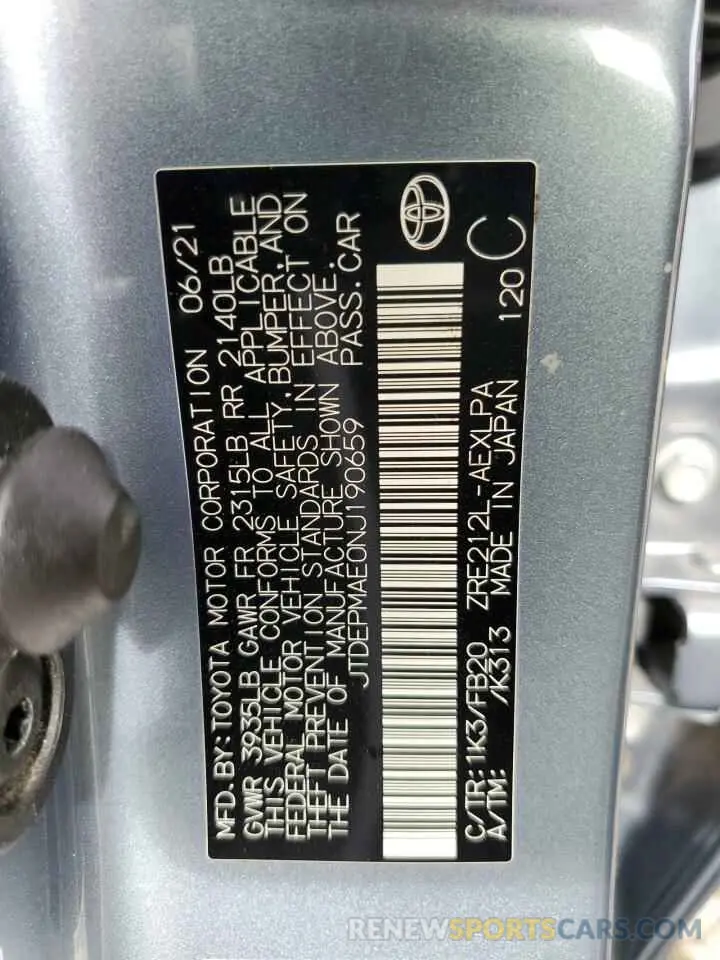 MFD. BY: TOYOTA MOTOR CORPORATION 06/21
GVWR 3935LB GAWR FR 2315LB RR 2140LB
THIS VEHICLE CONFORMS TO ALL APPLICABLE
FEDERAL MOTOR VEHICLE SAFETY, BUMPER, AND
THEFT PREVENTION STANDARDS IN EFFECT ON
THE DATE OF MANUFACTURE SHOWN ABOVE.
JTDEPMAE0NJ190659 PASS. CAR
C/TR: 1K3/FB20 ZRE212L-AEXLPA 120 C
A/TM: /K313 MADE IN JAPAN
RENEWSPORTSCARS.COM